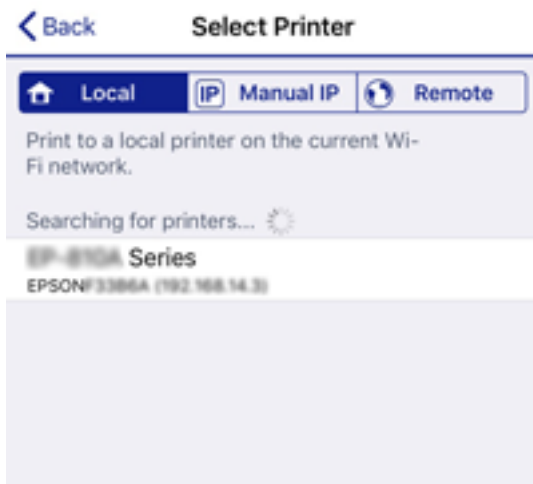 Back
Select Printer
Local
IP Manual IP
Remote
Print to a local printer on the current Wi-
Fi network.
Searching for printers...
Series
EPSON